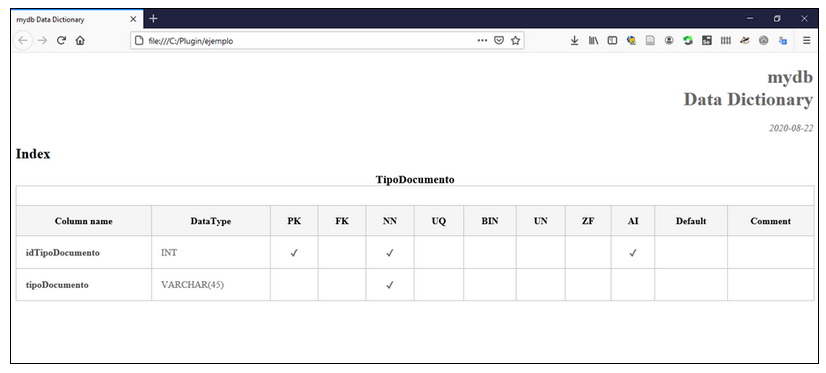 mydb Data Dictionary
file:///C:/Plugin/ejemplo
mydb
Data Dictionary
2020-08-22
Index
TipoDocumento
Column name DataType PK FK NN UQ BIN UN ZF AI Default Comment
idTipoDocumento INT ✓ ✓ ✓
tipoDocumento VARCHAR(45) ✓